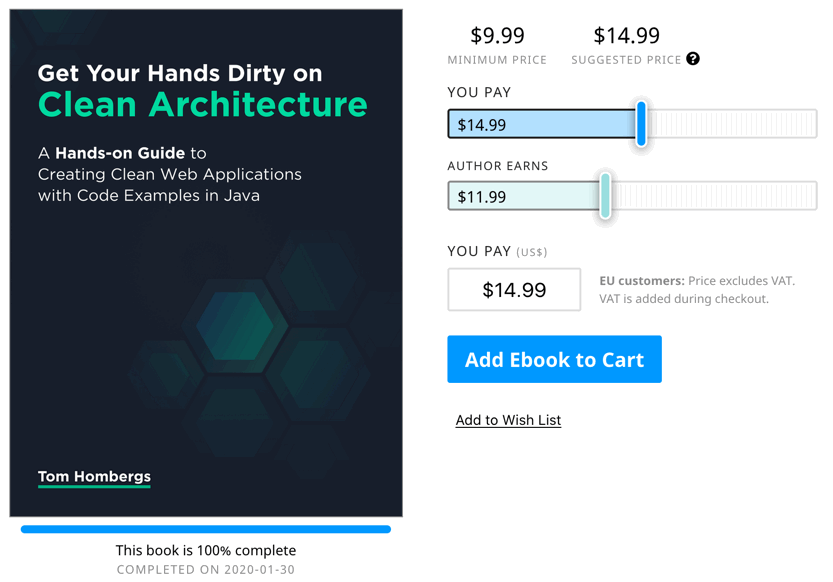 Get Your Hands Dirty on
Clean Architecture
A Hands-on Guide to
Creating Clean Web Applications
with Code Examples in Java
Tom Hombergs
This book is 100% complete
COMPLETED ON 2020-01-30
$9.99 $14.99
MINIMUM PRICE SUGGESTED PRICE ?
YOU PAY
$14.99
AUTHOR EARNS
$11.99
YOU PAY (US$)
$14.99
EU customers: Price excludes VAT.
VAT is added during checkout.
Add Ebook to Cart
Add to Wish List